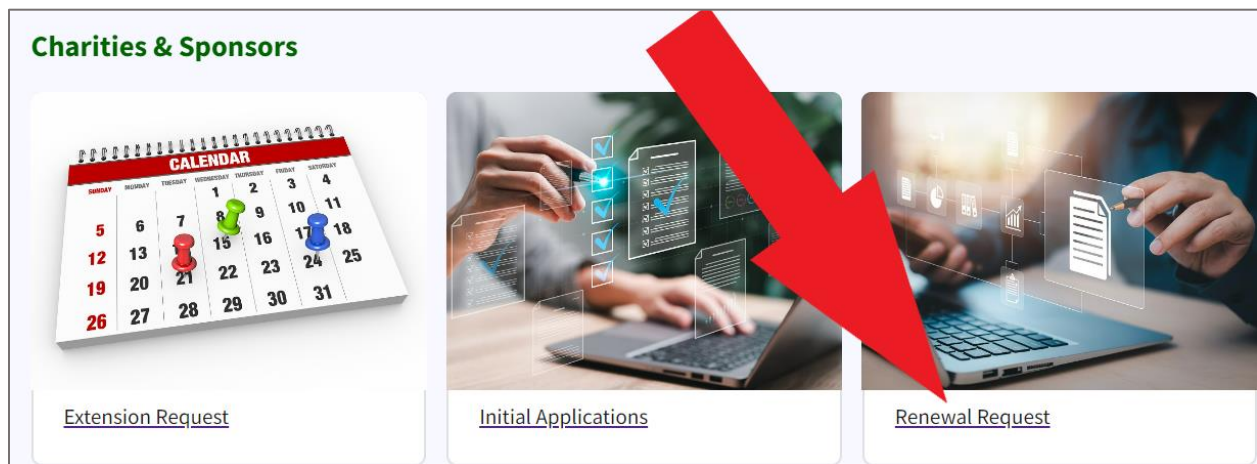 Charities & Sponsors
CALENDAR
SUNDAY MONDAY TUESDAY WEDNESDAY THURSDAY FRIDAY SATURDAY
1 2 3 4
5 6 7 8 9 10 11
12 13 15 16 17 18
19 20 21 22 23 24 25
26 27 28 29 30 31
Extension Request
Initial Applications
Renewal Request